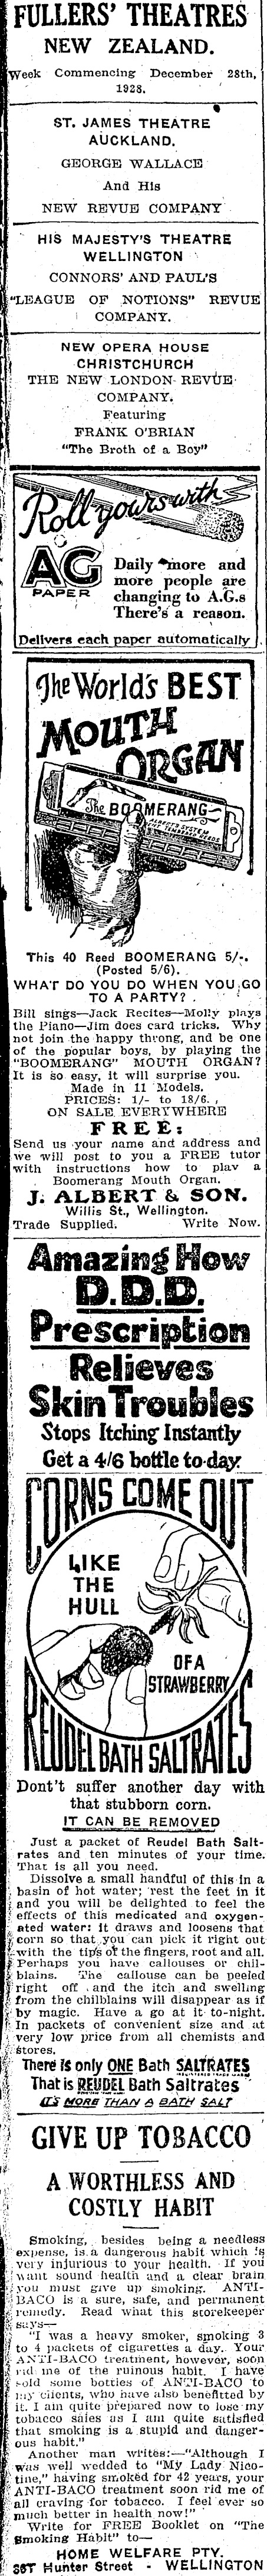 FULLERS' THEATRES
NEW ZEALAND.
Week Commencing December 28th,
1928.
ST. JAMES THEATRE
AUCKLAND.
GEORGE WALLACE
And His
NEW REVUE COMPANY
HIS MAJESTY'S THEATRE
WELLINGTON
CONNORS' AND PAUL'S
"LEAGUE OF NOTIONS" REVUE
COMPANY.
NEW OPERA HOUSE
CHRISTCHURCH
THE NEW LONDON REVUE
COMPANY.
Featuring
FRANK O'BRIAN
"The Broth of a Boy"
Roll yours with
AG
PAPER
Daily more and
more people are
changing to A.G.s
There's a reason.
Delivers each paper automatically
The World's BEST
MOUTH
ORGAN
The BOOMERANG
This 40 Reed BOOMERANG 5/-.
(Posted 5/6).
WHAT DO YOU DO WHEN YOU GO
TO A PARTY?
Bill sings—Jack Recites—Molly plays
the Piano—Jim does card tricks. Why
not join the happy throng, and be one
of the popular boys, by playing the
"BOOMERANG" MOUTH ORGAN?
It is so easy, it will surprise you.
Made in 11 Models.
PRICES: 1/- to 18/6.
ON SALE EVERYWHERE
FREE:
Send us your name and address and
we will post to you a FREE tutor
with instructions how to play a
Boomerang Mouth Organ.
J. ALBERT & SON.
Willis St., Wellington.
Trade Supplied. Write Now.
Amazing How
D.D.D.
Prescription
Relieves
Skin Troubles
Stops Itching Instantly
Get a 4/6 bottle to-day
CORNS COME OUT
LIKE
THE
HULL
OF A
STRAWBERRY
REUDEL BATH SALTRATES
Dont't suffer another day with
that stubborn corn.
IT CAN BE REMOVED
Just a packet of Reudel Bath Salt-
rates and ten minutes of your time.
That is all you need.
Dissolve a small handful of this in a
basin of hot water; rest the feet in it
and you will be delighted to feel the
effects of this medicated and oxygen-
ated water: it draws and loosens that
corn so that you can pick it right out
with the tips of the fingers, root and all.
Perhaps you have callouses or chil-
blains. The callouse can be peeled
right off and the itch and swelling
from the chilblains will disappear as if
by magic. Have a go at it to-night.
In packets of convenient size and at
very low price from all chemists and
stores.
There is only ONE Bath SALTRATES
That is REUDEL Bath Saltrates
IT'S MORE THAN A BATH SALT
GIVE UP TOBACCO
A WORTHLESS AND
COSTLY HABIT
Smoking, besides being a needless
expense, is a dangerous habit which is
very injurious to your health. If you
want sound health and a clear brain
you must give up smoking. ANTI-
BACO is a sure, safe, and permanent
remedy. Read what this storekeeper
says—
"I was a heavy smoker, smoking 3
to 4 packets of cigarettes a day. Your
ANTI-BACO treatment, however, soon
rid me of the ruinous habit. I have
sold some bottles of ANTI-BACO to
my clients, who have also benefitted by
it. I am quite prepared now to lose my
tobacco sales as I am quite satisfied
that smoking is a stupid and danger-
ous habit."
Another man writes:—"Although I
was well wedded to "My Lady Nico-
tine," having smoked for 42 years, your
ANTI-BACO treatment soon rid me of
all craving for tobacco. I feel ever so
much better in health now!"
Write for FREE Booklet on "The
Smoking Habit" to—
HOME WELFARE PTY.
36T Hunter Street - WELLINGTON